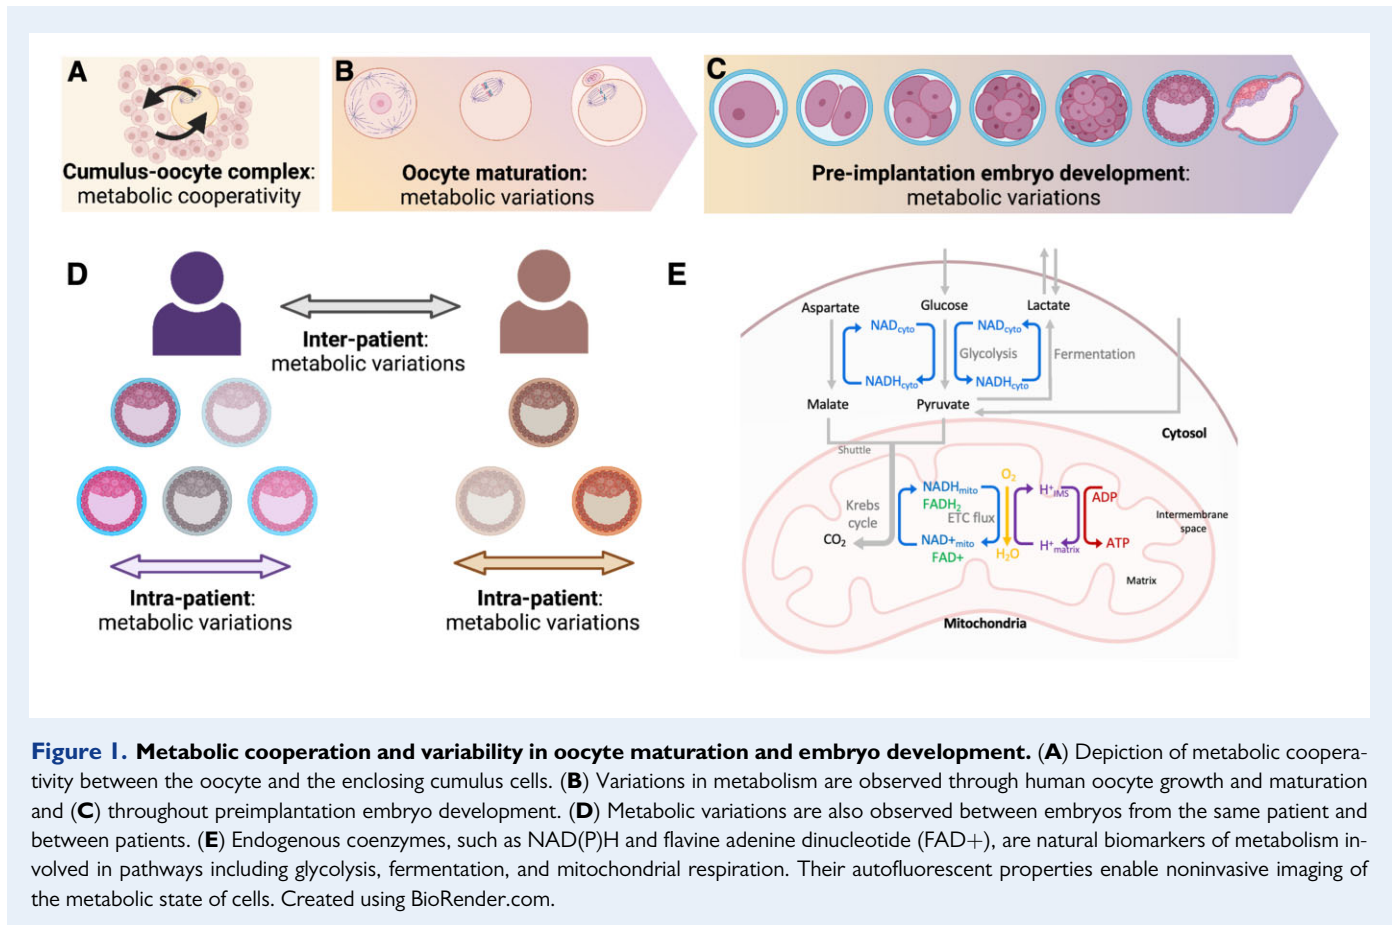 A
Cumulus-oocyte complex:
metabolic cooperativity
B
Oocyte maturation:
metabolic variations
C
Pre-implantation embryo development:
metabolic variations
D
Inter-patient:
metabolic variations
Intra-patient:
metabolic variations
Intra-patient:
metabolic variations
E
Aspartate
Glucose
Lactate
NADcyto
NADcyto
Glycolysis
Fermentation
NADHcyto
NADHcyto
Malate
Pyruvate
Cytosol
Shuttle
O2
NADHmito
H+IMS
ADP
FADH2
Krebs
cycle
ETC flux
Intermembrane
space
CO2
NAD+mito
H+matrix
ATP
FAD+
H2O
Matrix
Mitochondria
Figure 1. Metabolic cooperation and variability in oocyte maturation and embryo development. (A) Depiction of metabolic coopera-
tivity between the oocyte and the enclosing cumulus cells. (B) Variations in metabolism are observed through human oocyte growth and maturation
and (C) throughout preimplantation embryo development. (D) Metabolic variations are also observed between embryos from the same patient and
between patients. (E) Endogenous coenzymes, such as NAD(P)H and flavine adenine dinucleotide (FAD+), are natural biomarkers of metabolism in-
volved in pathways including glycolysis, fermentation, and mitochondrial respiration. Their autofluorescent properties enable noninvasive imaging of
the metabolic state of cells. Created using BioRender.com.